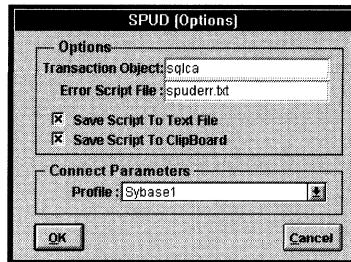 SPUD (Options)
Options
Transaction Object: sqlca
Error Script File : spuderr.txt
Save Script To Text File
Save Script To ClipBoard
Connect Parameters
Profile : Sybase1
OK
Cancel